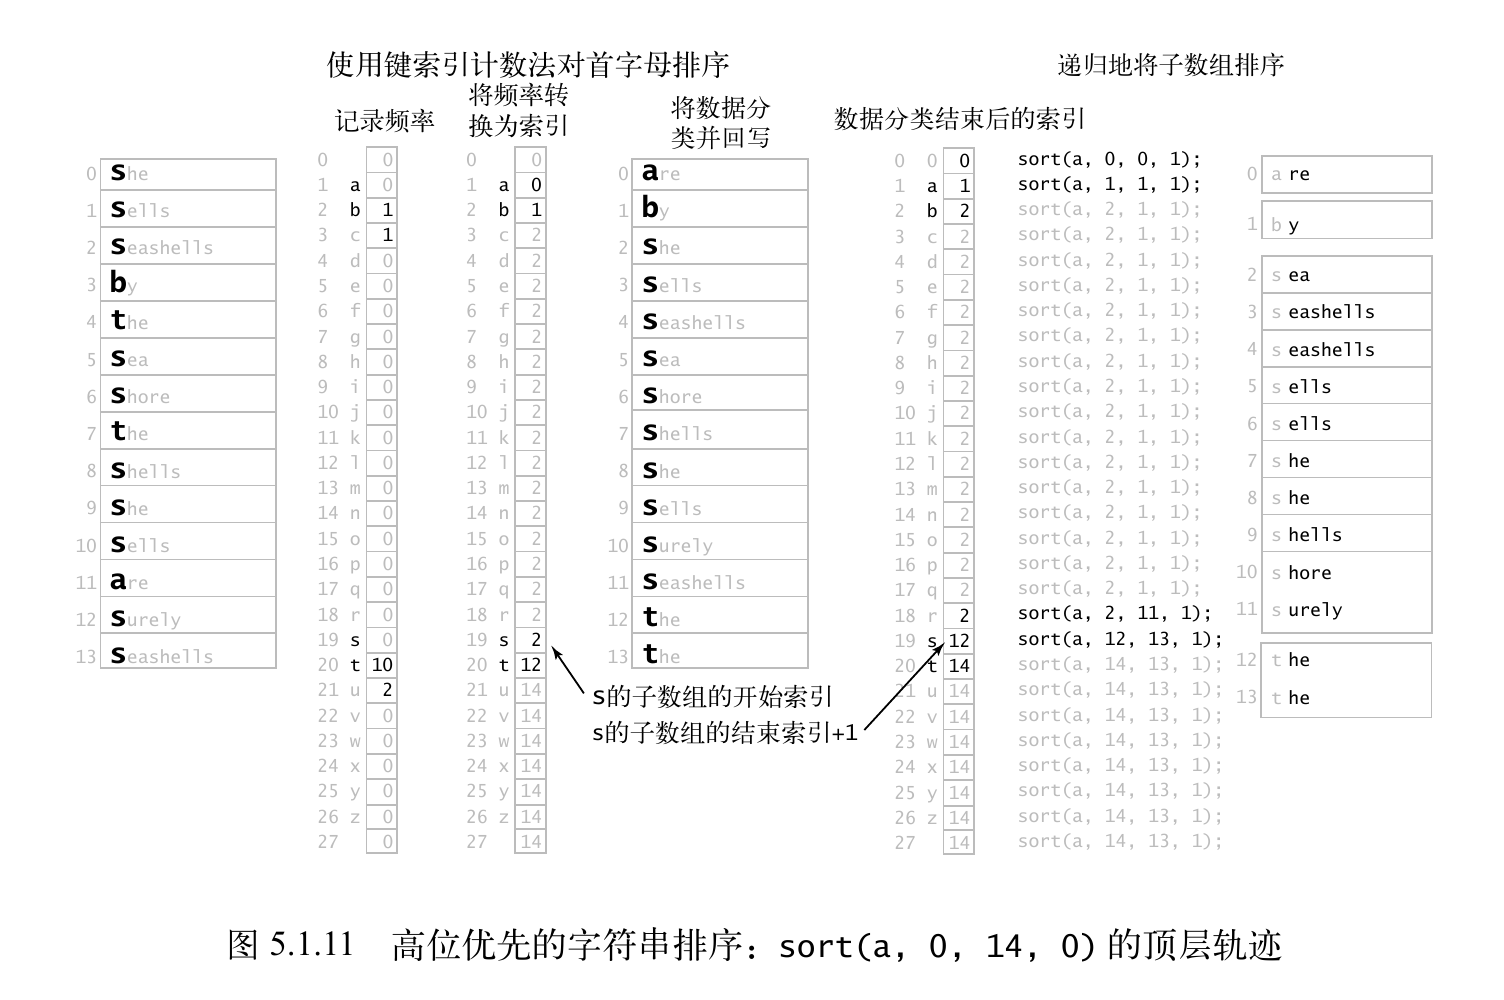 使用键索引计数法对首字母排序
递归地将子数组排序
记录频率
将频率转
换为索引
将数据分
类并回写
数据分类结束后的索引
0 she
1 sells
2 seashells
3 by
4 the
5 sea
6 shore
7 the
8 shells
9 she
10 sells
11 are
12 surely
13 seashells
0 0
1 a 0
2 b 1
3 c 1
4 d 0
5 e 0
6 f 0
7 g 0
8 h 0
9 i 0
10 j 0
11 k 0
12 l 0
13 m 0
14 n 0
15 o 0
16 p 0
17 q 0
18 r 0
19 s 0
20 t 10
21 u 2
22 v 0
23 w 0
24 x 0
25 y 0
26 z 0
27 0
0 0
1 a 0
2 b 1
3 c 2
4 d 2
5 e 2
6 f 2
7 g 2
8 h 2
9 i 2
10 j 2
11 k 2
12 l 2
13 m 2
14 n 2
15 o 2
16 p 2
17 q 2
18 r 2
19 s 2
20 t 12
21 u 14
22 v 14
23 w 14
24 x 14
25 y 14
26 z 14
27 14
0 are
1 by
2 she
3 sells
4 seashells
5 sea
6 shore
7 shells
8 she
9 sells
10 surely
11 seashells
12 the
13 the
s的子数组的开始索引
s的子数组的结束索引+1
0 0 0 sort(a, 0, 0, 1);
1 a 1 sort(a, 1, 1, 1);
2 b 2 sort(a, 2, 1, 1);
3 c 2 sort(a, 2, 1, 1);
4 d 2 sort(a, 2, 1, 1);
5 e 2 sort(a, 2, 1, 1);
6 f 2 sort(a, 2, 1, 1);
7 g 2 sort(a, 2, 1, 1);
8 h 2 sort(a, 2, 1, 1);
9 i 2 sort(a, 2, 1, 1);
10 j 2 sort(a, 2, 1, 1);
11 k 2 sort(a, 2, 1, 1);
12 l 2 sort(a, 2, 1, 1);
13 m 2 sort(a, 2, 1, 1);
14 n 2 sort(a, 2, 1, 1);
15 o 2 sort(a, 2, 1, 1);
16 p 2 sort(a, 2, 1, 1);
17 q 2 sort(a, 2, 1, 1);
18 r 2 sort(a, 2, 11, 1);
19 s 12 sort(a, 12, 13, 1);
20 t 14 sort(a, 14, 13, 1);
21 u 14 sort(a, 14, 13, 1);
22 v 14 sort(a, 14, 13, 1);
23 w 14 sort(a, 14, 13, 1);
24 x 14 sort(a, 14, 13, 1);
25 y 14 sort(a, 14, 13, 1);
26 z 14 sort(a, 14, 13, 1);
27 14 sort(a, 14, 13, 1);
0 a re
1 b y
2 s ea
3 s eashells
4 s eashells
5 s ells
6 s ells
7 s he
8 s he
9 s hells
10 s hore
11 s urely
12 t he
13 t he
图 5.1.11 高位优先的字符串排序：sort(a, 0, 14, 0) 的顶层轨迹